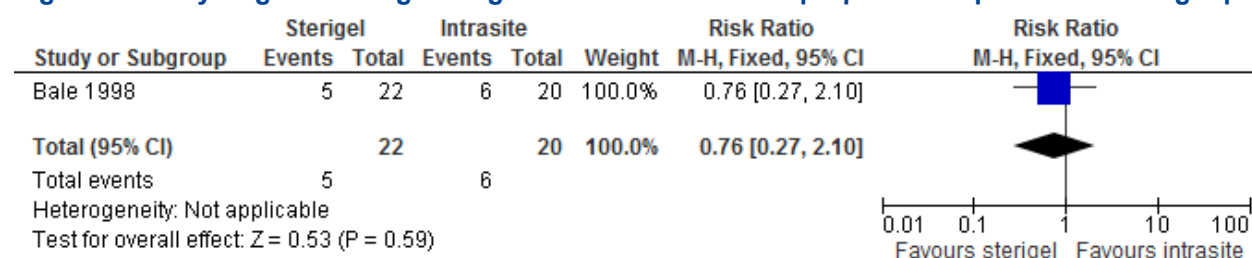 Sterigel Intrasite Risk Ratio Risk Ratio
Study or Subgroup Events Total Events Total Weight M-H, Fixed, 95% CI M-H, Fixed, 95% CI
Bale 1998 5 22 6 20 100.0% 0.76 [0.27, 2.10]
Total (95% CI) 22 20 100.0% 0.76 [0.27, 2.10]
Total events 5 6
Heterogeneity: Not applicable
Test for overall effect: Z = 0.53 (P = 0.59)
0.01 0.1 1 10 100
Favours sterigel Favours intrasite